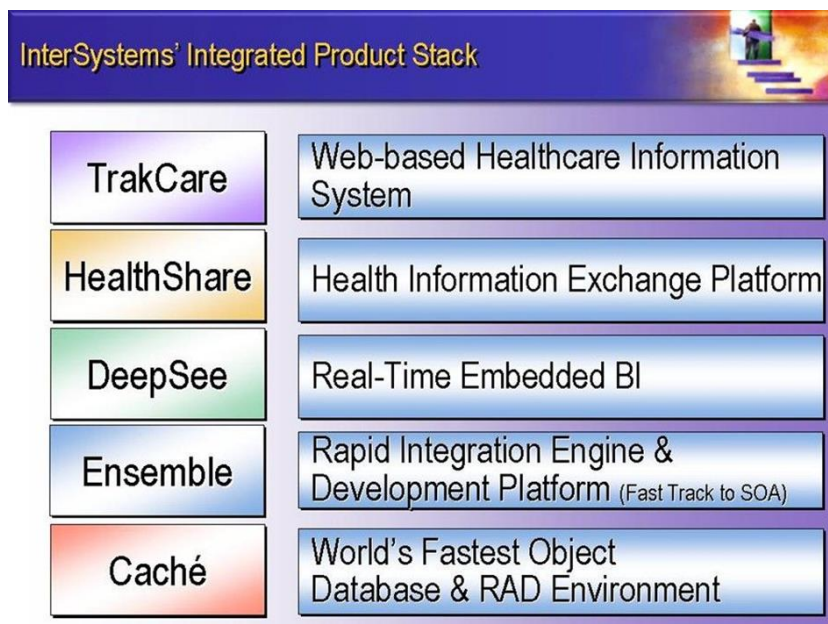 InterSystems' Integrated Product Stack
TrakCare
Web-based Healthcare Information
System
HealthShare
Health Information Exchange Platform
DeepSee
Real-Time Embedded BI
Ensemble
Rapid Integration Engine &
Development Platform (Fast Track to SOA)
Caché
World's Fastest Object
Database & RAD Environment